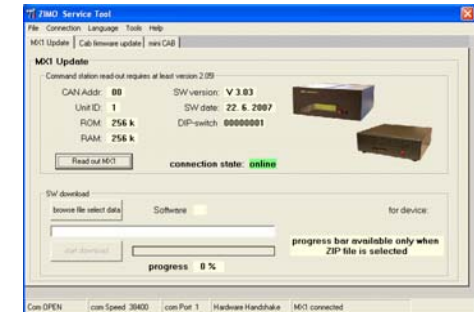 ZIMO Service Tool
File Connection Language Tools Help
MX1 Update Cab firmware update mini CAB
MX1 Update
Command station read out requires at least version 2.09!
CAN Addr: 00 SW version: V 3.03
Unit ID: 1 SW date: 22. 6. 2007
ROM: 256 k DIP-switch 00000001
RAM: 256 k
Read out MX1 connection state: online
SW download
browse file select data Software for device:
start download progress bar available only when
ZIP file is selected
progress 0 %
Com OPEN com Speed 38400 com Port 1 Hardware Handshake MX1 connected